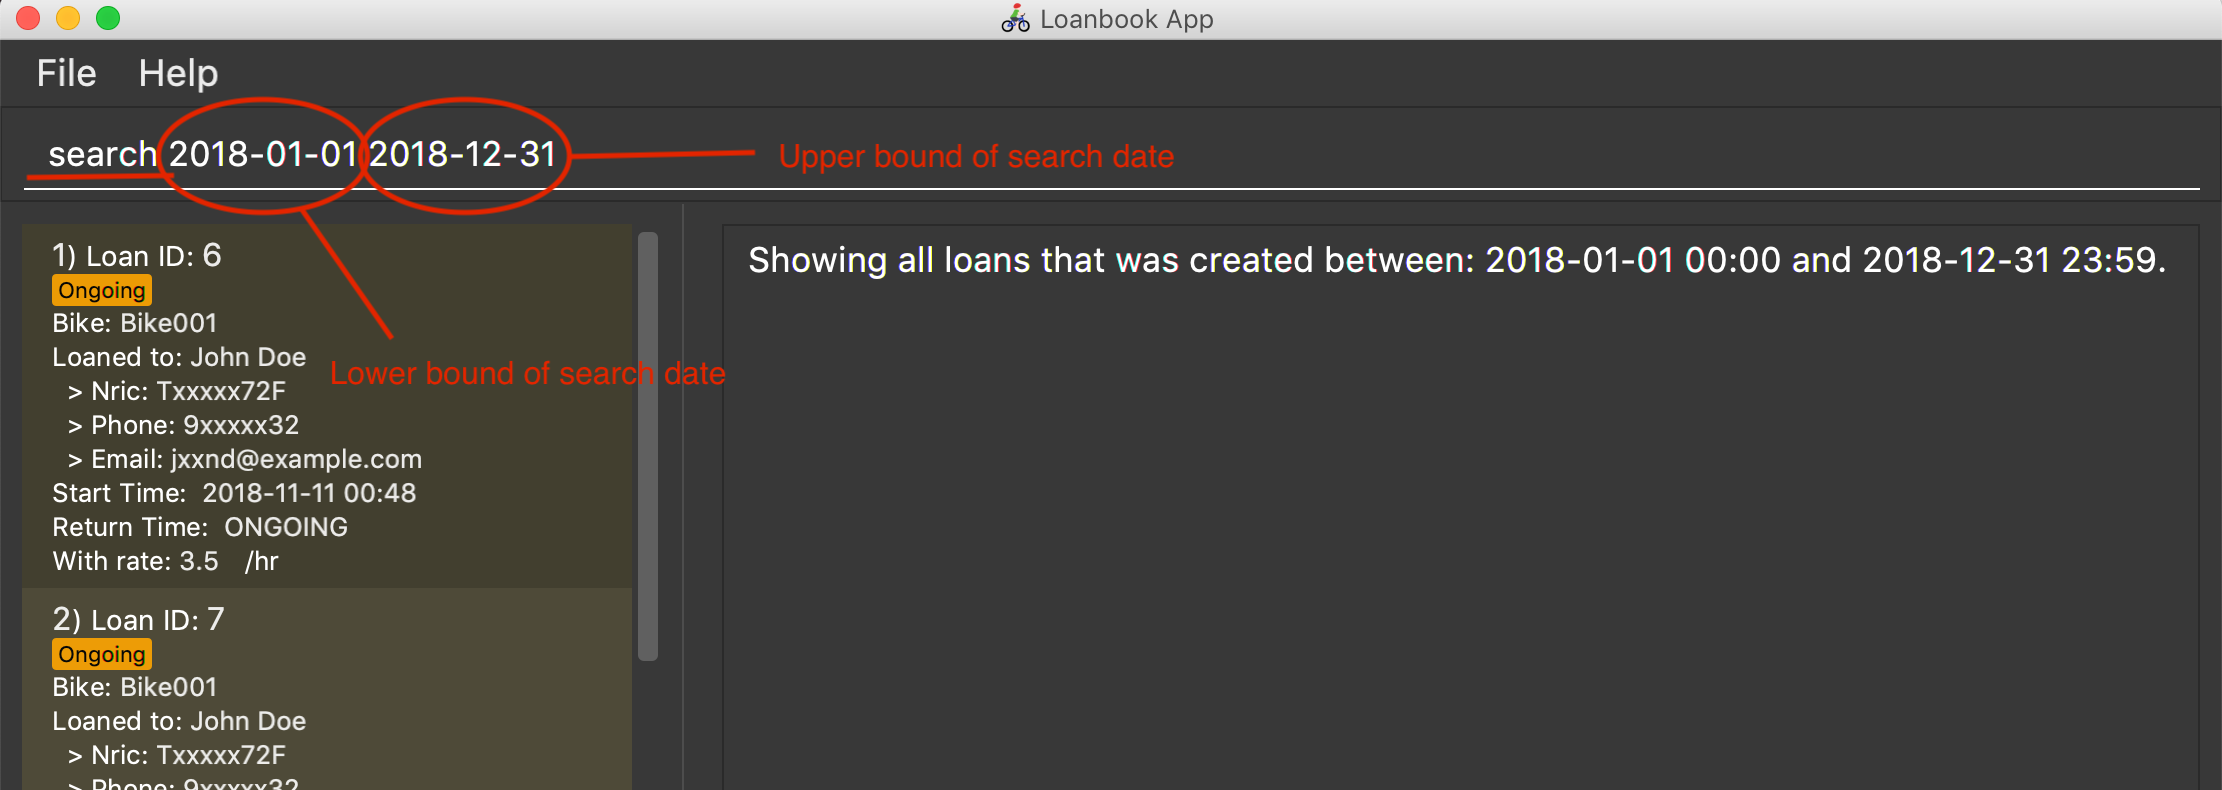 Loanbook App
File Help
search 2018-01-01 2018-12-31
Upper bound of search date
Showing all loans that was created between: 2018-01-01 00:00 and 2018-12-31 23:59.
1) Loan ID: 6
Ongoing
Bike: Bike001
Loaned to: John Doe
Lower bound of search date
> Nric: Txxxxx72F
> Phone: 9xxxxx32
> Email: jxxnd@example.com
Start Time: 2018-11-11 00:48
Return Time: ONGOING
With rate: 3.5 /hr
2) Loan ID: 7
Ongoing
Bike: Bike001
Loaned to: John Doe
> Nric: Txxxxx72F
> Phone: 9xxxxx32